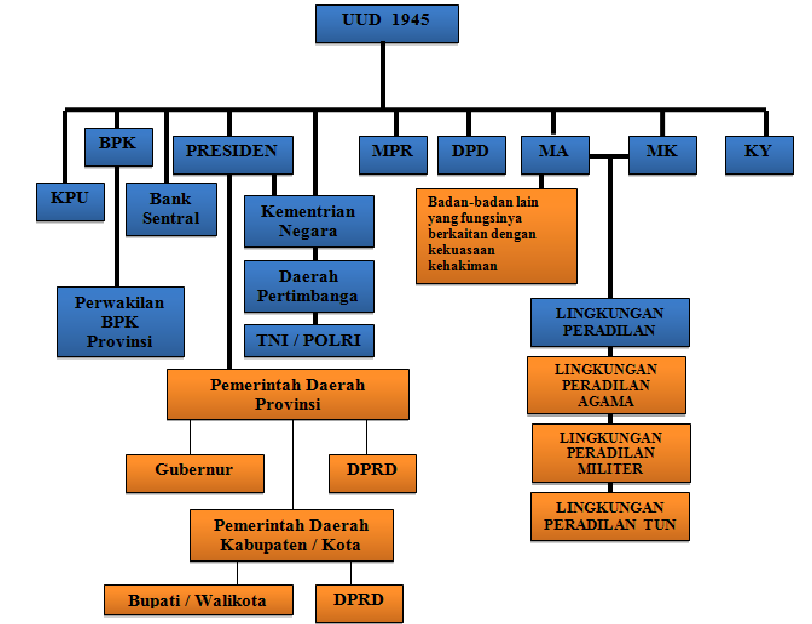 UUD 1945
BPK
PRESIDEN
MPR
DPD
MA
MK
KY
KPU
Bank
Sentral
Kementrian
Negara
Badan-badan lain
yang fungsinya
berkaitan dengan
kekuasaan
kehakiman
Daerah
Pertimbanga
Perwakilan
BPK
Provinsi
TNI / POLRI
LINGKUNGAN
PERADILAN
Pemerintah Daerah
Provinsi
LINGKUNGAN
PERADILAN
AGAMA
Gubernur
DPRD
LINGKUNGAN
PERADILAN
MILITER
Pemerintah Daerah
Kabupaten / Kota
LINGKUNGAN
PERADILAN TUN
Bupati / Walikota
DPRD